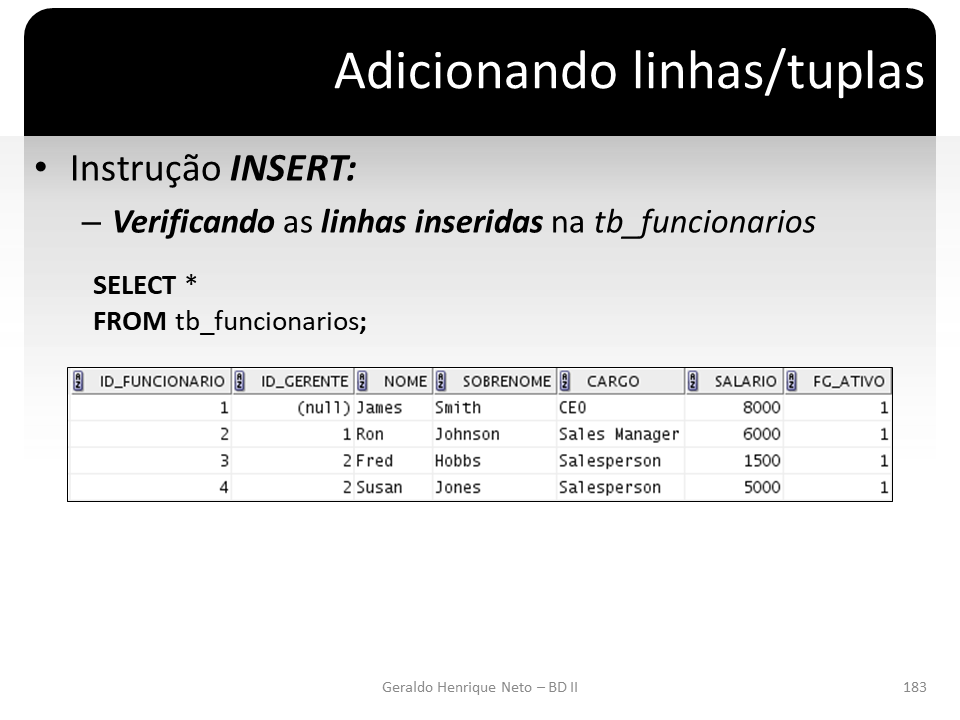 Adicionando linhas/tuplas
• Instrução INSERT:
– Verificando as linhas inseridas na tb_funcionarios
SELECT *
FROM tb_funcionarios;
ID_FUNCIONARIO ID_GERENTE NOME SOBRENOME CARGO SALARIO FG_ATIVO
1 (null) James Smith CEO 8000 1
2 1 Ron Johnson Sales Manager 6000 1
3 2 Fred Hobbs Salesperson 1500 1
4 2 Susan Jones Salesperson 5000 1
Geraldo Henrique Neto – BD II 183